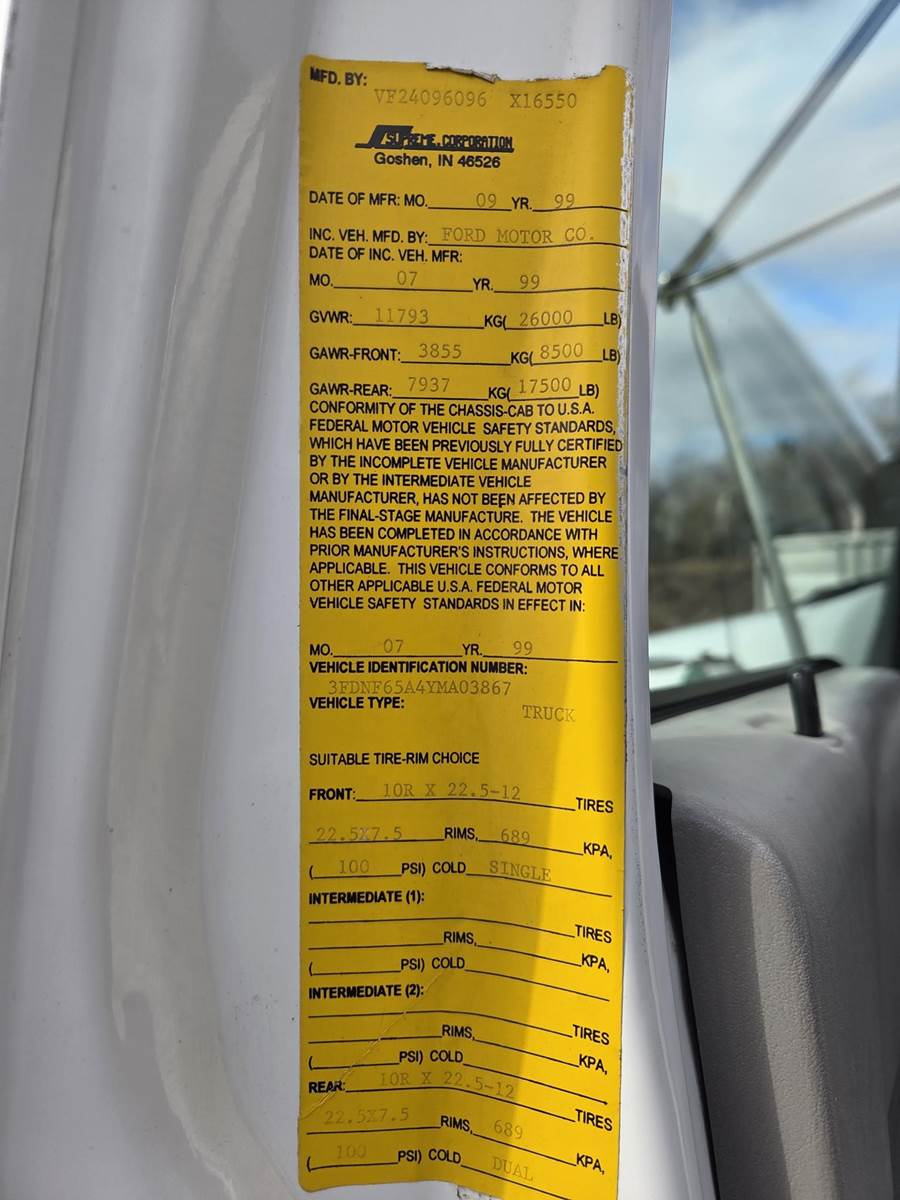 MFD. BY:
VF24096096 X16550
SUPREME CORPORATION
Goshen, IN 46526
DATE OF MFR: MO. 09 YR. 99
INC. VEH. MFD. BY: FORD MOTOR CO.
DATE OF INC. VEH. MFR:
MO. 07 YR. 99
GVWR: 11793 KG( 26000 LB)
GAWR-FRONT: 3855 KG( 8500 LB)
GAWR-REAR: 7937 KG( 17500 LB)
CONFORMITY OF THE CHASSIS-CAB TO U.S.A.
FEDERAL MOTOR VEHICLE SAFETY STANDARDS,
WHICH HAVE BEEN PREVIOUSLY FULLY CERTIFIED
BY THE INCOMPLETE VEHICLE MANUFACTURER
OR BY THE INTERMEDIATE VEHICLE
MANUFACTURER, HAS NOT BEEN AFFECTED BY
THE FINAL-STAGE MANUFACTURE. THE VEHICLE
HAS BEEN COMPLETED IN ACCORDANCE WITH
PRIOR MANUFACTURER'S INSTRUCTIONS, WHERE
APPLICABLE. THIS VEHICLE CONFORMS TO ALL
OTHER APPLICABLE U.S.A. FEDERAL MOTOR
VEHICLE SAFETY STANDARDS IN EFFECT IN:
MO. 07 YR. 99
VEHICLE IDENTIFICATION NUMBER:
3FDNF65A4YMA03867
VEHICLE TYPE: TRUCK
SUITABLE TIRE-RIM CHOICE
FRONT: 10R X 22.5-12 TIRES
22.5X7.5 RIMS, 689 KPA,
( 100 PSI) COLD SINGLE
INTERMEDIATE (1):
TIRES
RIMS, KPA,
( PSI) COLD
INTERMEDIATE (2):
TIRES
RIMS, KPA,
( PSI) COLD
REAR: 10R X 22.5-12 TIRES
22.5X7.5 RIMS, 689 KPA,
( 100 PSI) COLD DUAL